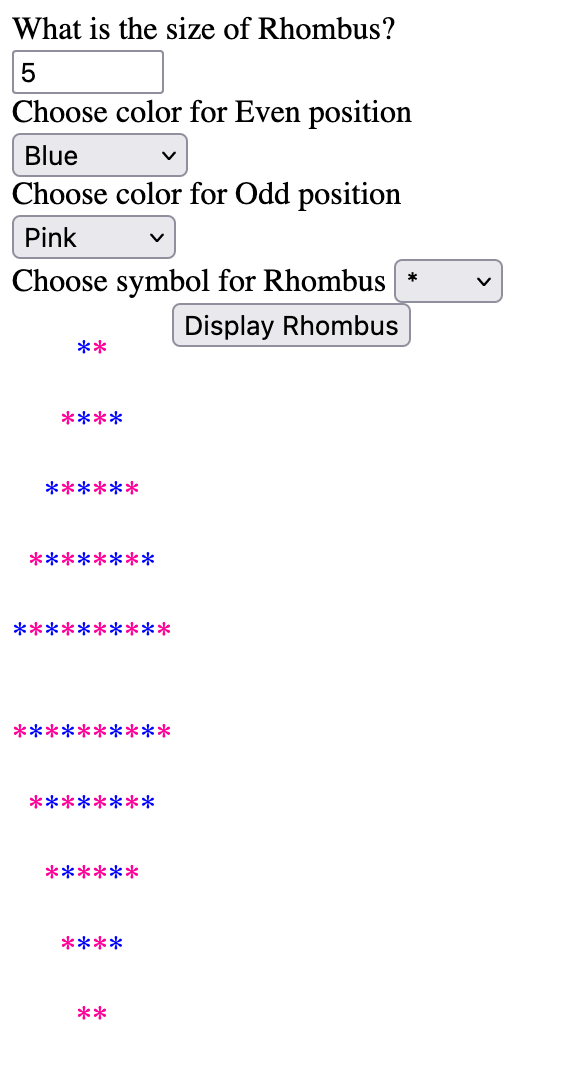 What is the size of Rhombus?
5
Choose color for Even position
Blue
Choose color for Odd position
Pink
Choose symbol for Rhombus *
Display Rhombus
**
****
******
********
**********
**********
********
******
****
**